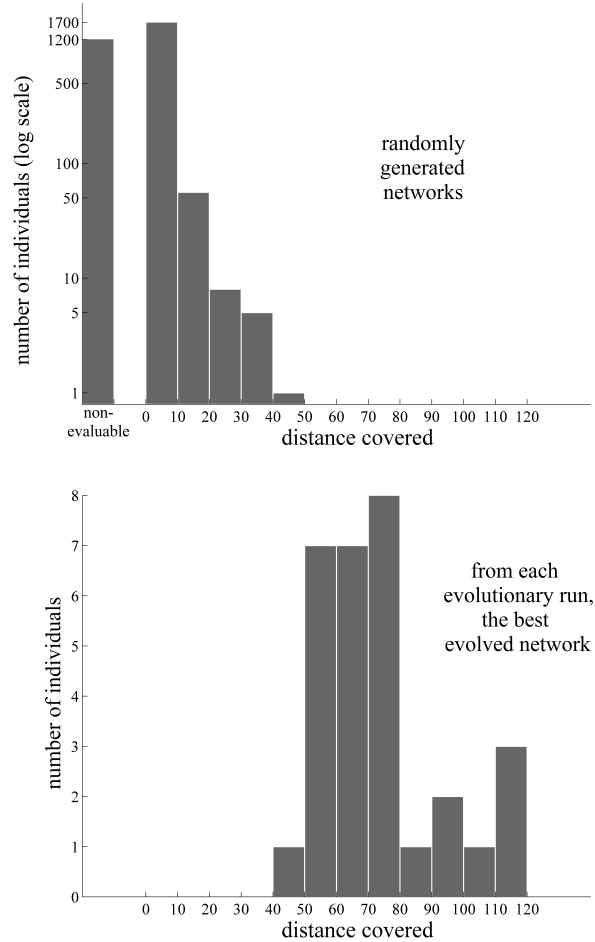 1700
1200
500
100
50
10
5
1
number of individuals (log scale)
randomly
generated
networks
non-
evaluable
0 10 20 30 40 50 60 70 80 90 100 110 120
distance covered
8
7
6
5
4
3
2
1
0
number of individuals
from each
evolutionary run,
the best
evolved network
0 10 20 30 40 50 60 70 80 90 100 110 120
distance covered